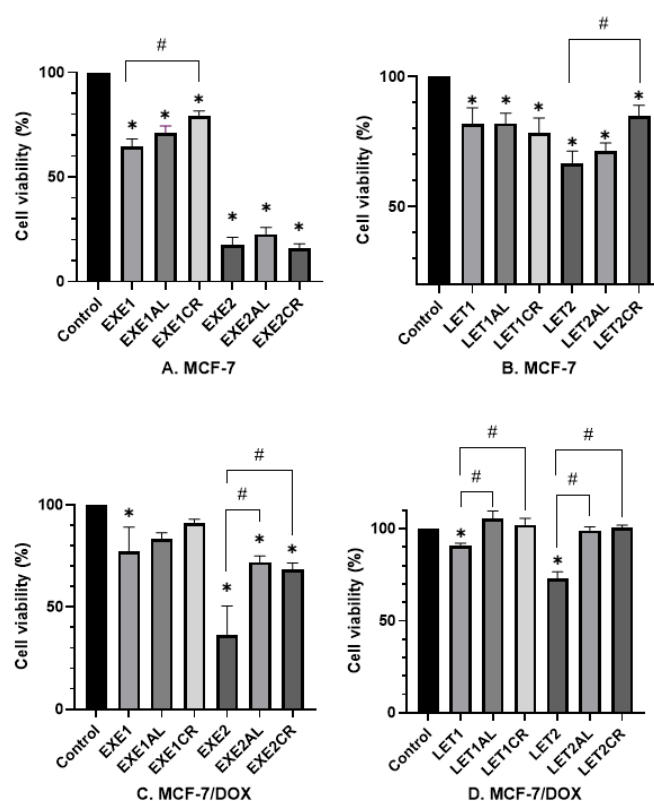 #
100
50
0
Cell viability (%)
* * * * * *
Control EXE1 EXE1AL EXE1CR EXE2 EXE2AL EXE2CR
A. MCF-7
#
100
50
Cell viability (%)
* * * * * *
Control LET1 LET1AL LET1CR LET2 LET2AL LET2CR
B. MCF-7
#
#
100
50
0
Cell viability (%)
* * * *
Control EXE1 EXE1AL EXE1CR EXE2 EXE2AL EXE2CR
C. MCF-7/DOX
# #
# #
100
50
0
Cell viability (%)
* *
Control LET1 LET1AL LET1CR LET2 LET2AL LET2CR
D. MCF-7/DOX